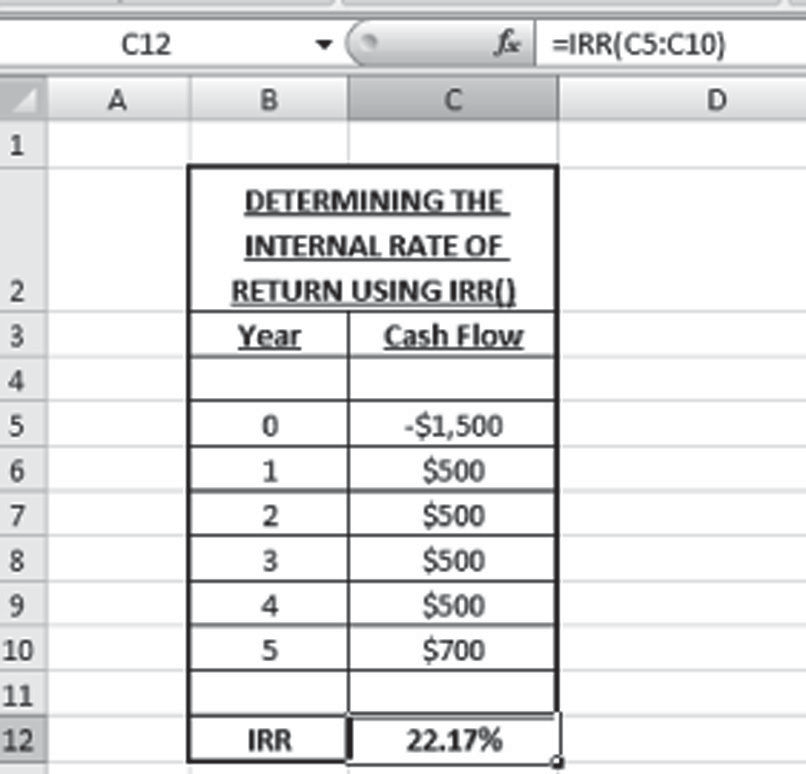 C12 fx =IRR(C5:C10)
A B C D
1
DETERMINING THE
INTERNAL RATE OF
2 RETURN USING IRR()
3 Year Cash Flow
4
5 0 -$1,500
6 1 $500
7 2 $500
8 3 $500
9 4 $500
10 5 $700
11
12 IRR 22.17%